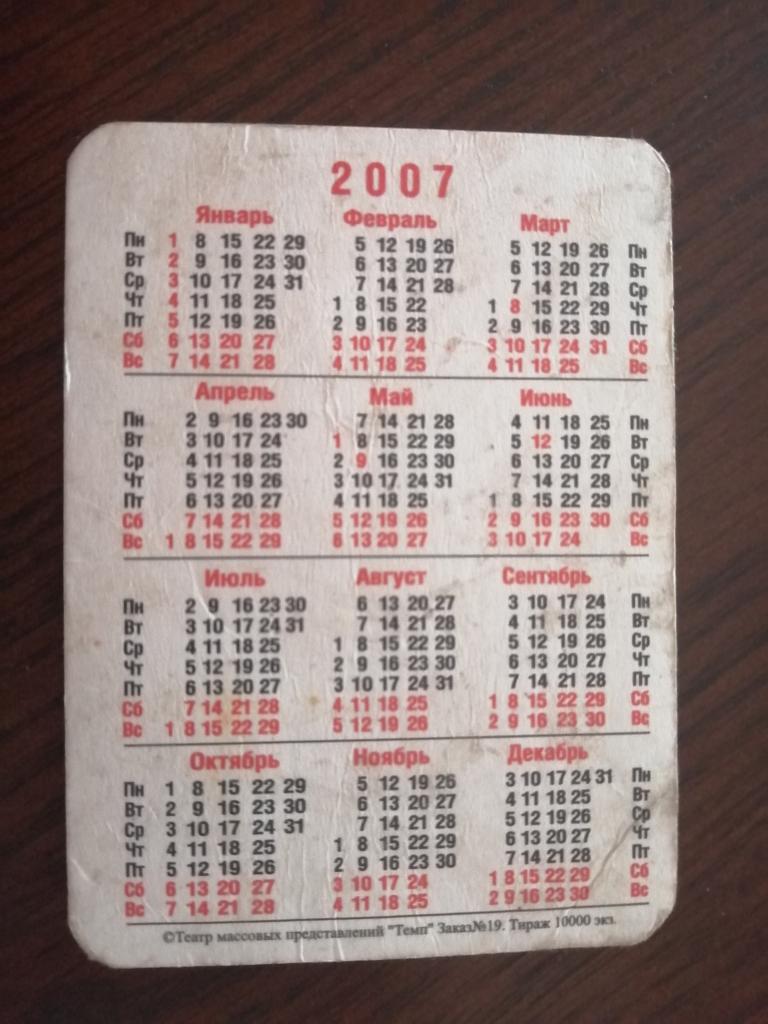 2007
Январь Февраль Март
Пн 1 8 15 22 29 5 12 19 26 5 12 19 26 Пн
Вт 2 9 16 23 30 6 13 20 27 6 13 20 27 Вт
Ср 3 10 17 24 31 7 14 21 28 7 14 21 28 Ср
Чт 4 11 18 25 1 8 15 22 1 8 15 22 29 Чт
Пт 5 12 19 26 2 9 16 23 2 9 16 23 30 Пт
Сб 6 13 20 27 3 10 17 24 3 10 17 24 31 Сб
Вс 7 14 21 28 4 11 18 25 4 11 18 25 Вс
Апрель Май Июнь
Пн 2 9 16 23 30 7 14 21 28 4 11 18 25 Пн
Вт 3 10 17 24 1 8 15 22 29 5 12 19 26 Вт
Ср 4 11 18 25 2 9 16 23 30 6 13 20 27 Ср
Чт 5 12 19 26 3 10 17 24 31 7 14 21 28 Чт
Пт 6 13 20 27 4 11 18 25 1 8 15 22 29 Пт
Сб 7 14 21 28 5 12 19 26 2 9 16 23 30 Сб
Вс 1 8 15 22 29 6 13 20 27 3 10 17 24 Вс
Июль Август Сентябрь
Пн 2 9 16 23 30 6 13 20 27 3 10 17 24 Пн
Вт 3 10 17 24 31 7 14 21 28 4 11 18 25 Вт
Ср 4 11 18 25 1 8 15 22 29 5 12 19 26 Ср
Чт 5 12 19 26 2 9 16 23 30 6 13 20 27 Чт
Пт 6 13 20 27 3 10 17 24 31 7 14 21 28 Пт
Сб 7 14 21 28 4 11 18 25 1 8 15 22 29 Сб
Вс 1 8 15 22 29 5 12 19 26 2 9 16 23 30 Вс
Октябрь Ноябрь Декабрь
Пн 1 8 15 22 29 5 12 19 26 3 10 17 24 31 Пн
Вт 2 9 16 23 30 6 13 20 27 4 11 18 25 Вт
Ср 3 10 17 24 31 7 14 21 28 5 12 19 26 Ср
Чт 4 11 18 25 1 8 15 22 29 6 13 20 27 Чт
Пт 5 12 19 26 2 9 16 23 30 7 14 21 28 Пт
Сб 6 13 20 27 3 10 17 24 1 8 15 22 29 Сб
Вс 7 14 21 28 4 11 18 25 2 9 16 23 30 Вс
©Театр массовых представлений "Темп" Заказ№19. Тираж 10000 экз.